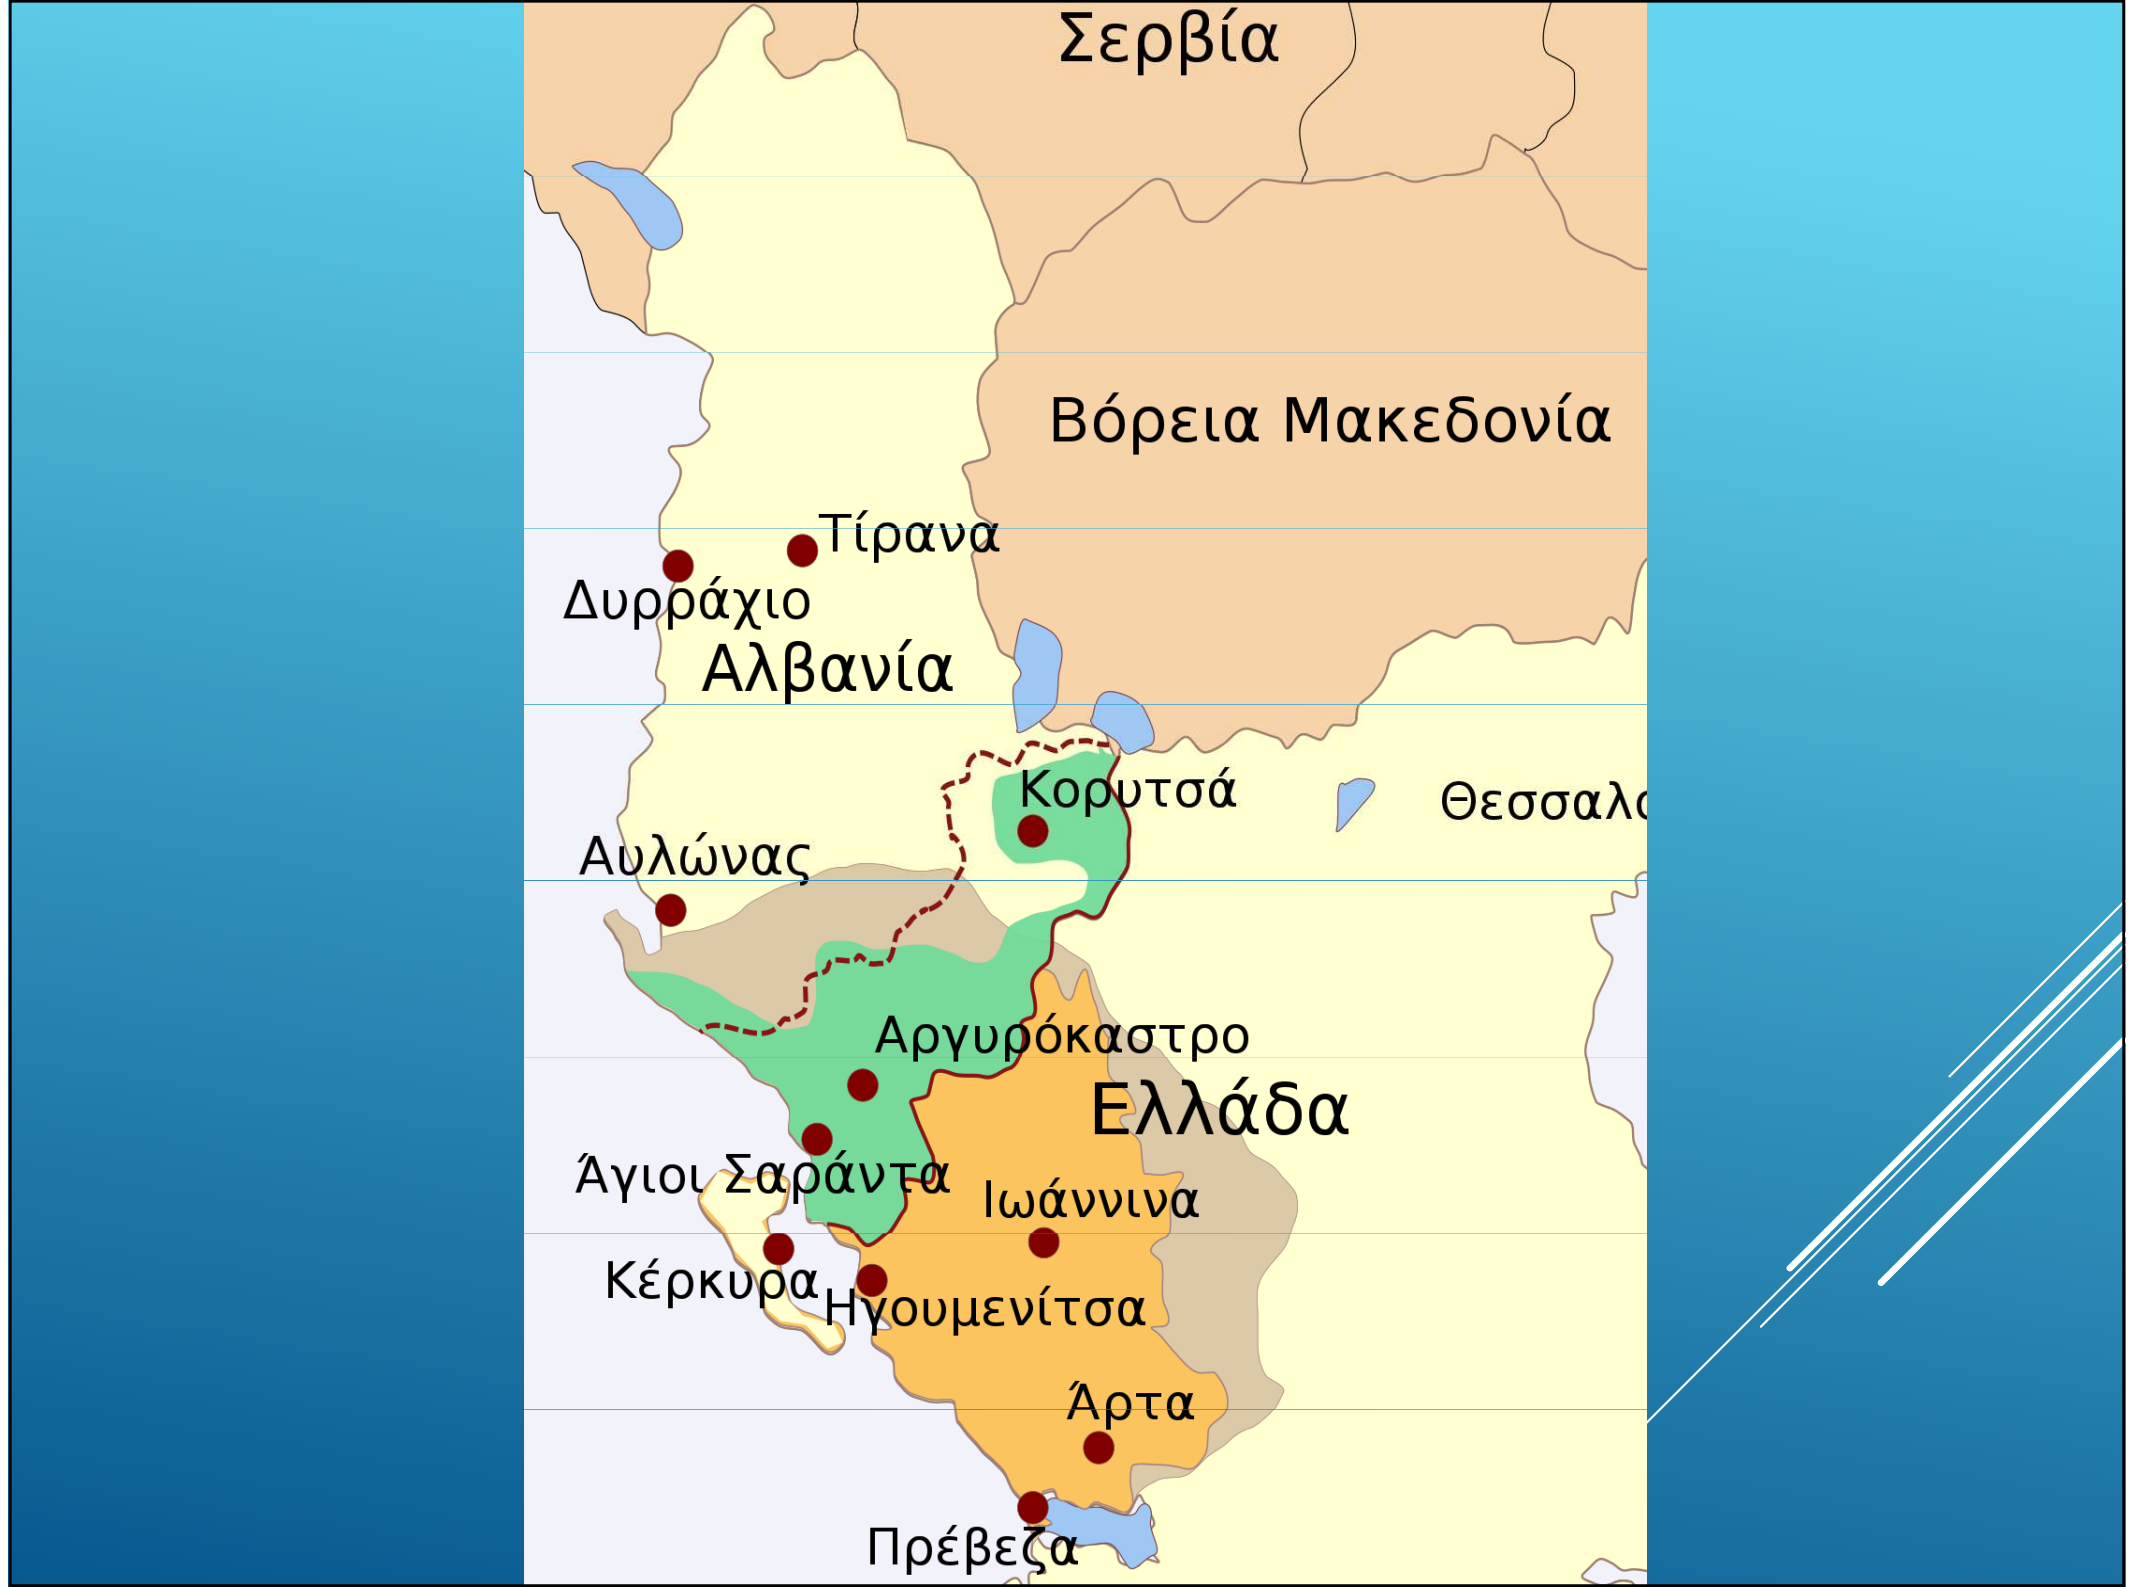 Σερβία
Βόρεια Μακεδονία
Τίρανα
Δυρράχιο
Αλβανία
Κορυτσά
Θεσσαλο
Αυλώνας
Αργυρόκαστρο
Ελλάδα
Άγιοι Σαράντα
Ιωάννινα
Κέρκυρα
Ηγουμενίτσα
Άρτα
Πρέβεζα